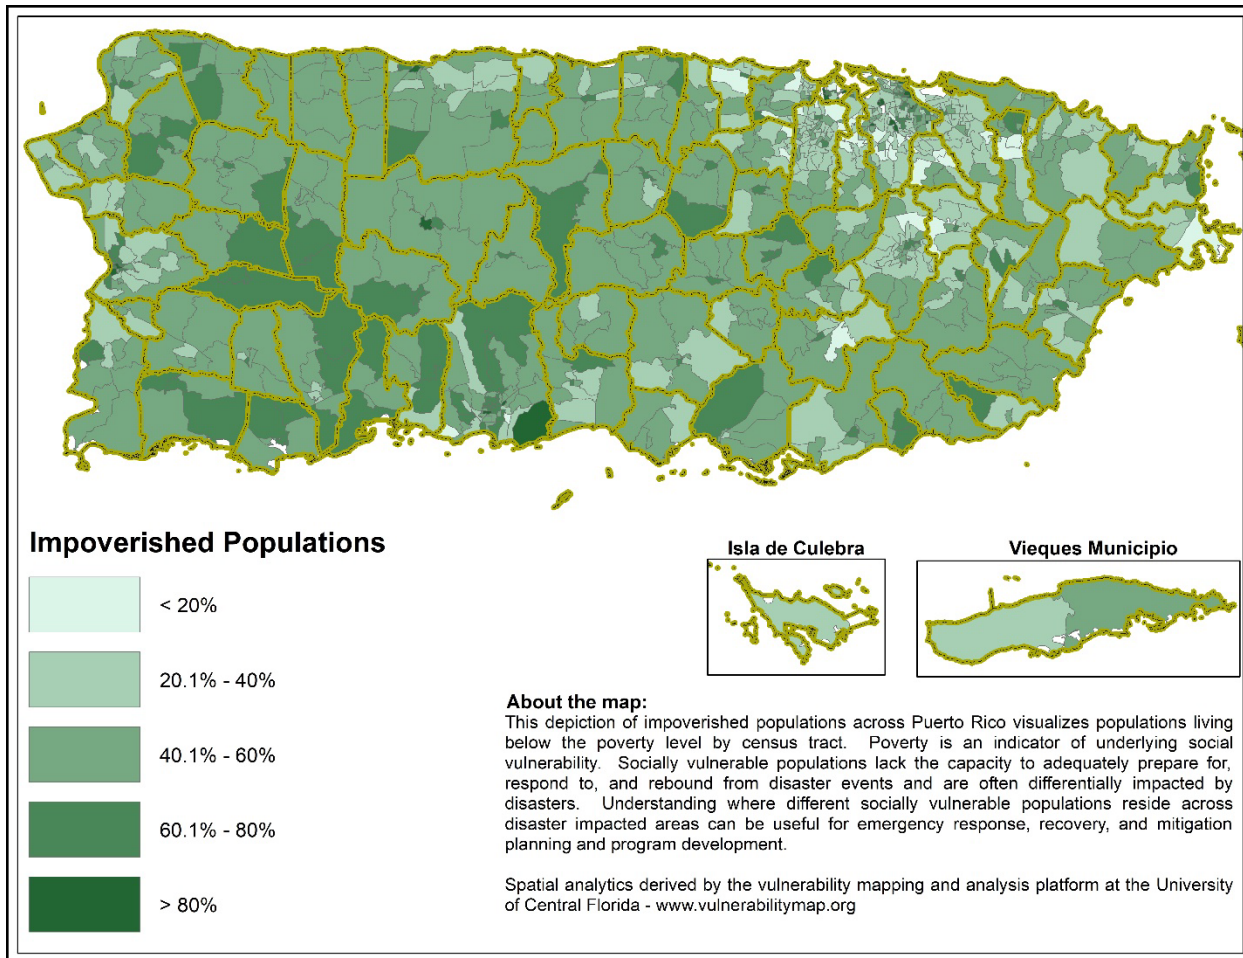 Impoverished Populations
< 20%
20.1% - 40%
40.1% - 60%
60.1% - 80%
> 80%
Isla de Culebra
Vieques Municipio
About the map:
This depiction of impoverished populations across Puerto Rico visualizes populations living
below the poverty level by census tract. Poverty is an indicator of underlying social
vulnerability. Socially vulnerable populations lack the capacity to adequately prepare for,
respond to, and rebound from disaster events and are often differentially impacted by
disasters. Understanding where different socially vulnerable populations reside across
disaster impacted areas can be useful for emergency response, recovery, and mitigation
planning and program development.
Spatial analytics derived by the vulnerability mapping and analysis platform at the University
of Central Florida - www.vulnerabilitymap.org